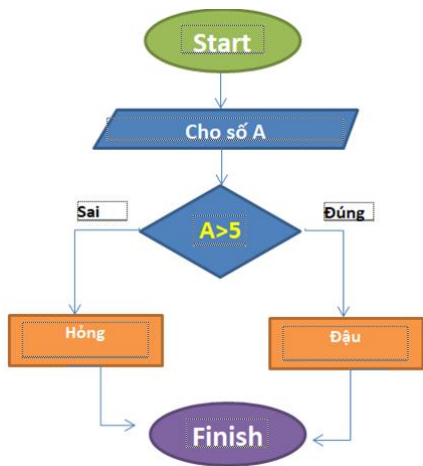 Start
Cho số A
Sai
Đúng
A>5
Hỏng
Đậu
Finish